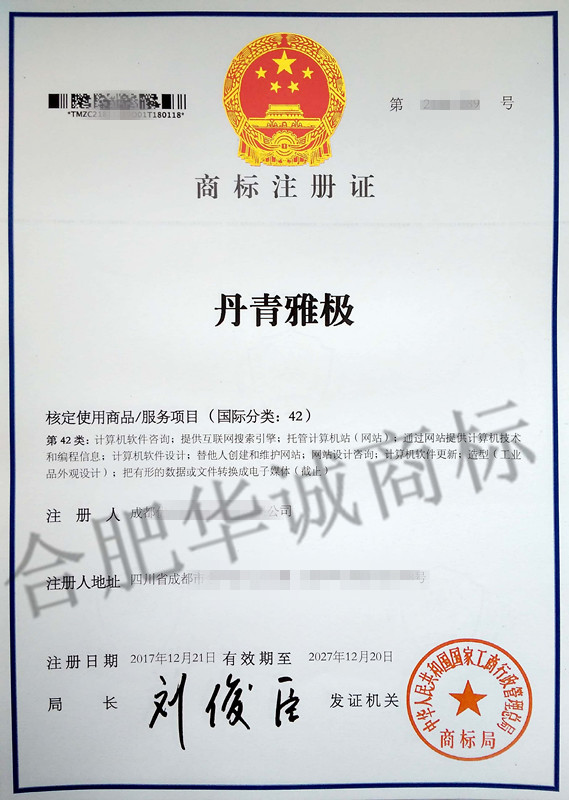 第 号
商标注册证
丹青雅极
核定使用商品/服务项目（国际分类：42）
第42类：计算机软件咨询；提供互联网搜索引擎；托管计算机站（网站）；通过网站提供计算机技术
和编程信息；计算机软件设计；替他人创建和维护网站；网站设计咨询；计算机软件更新；造型（工业
品外观设计）；把有形的数据或文件转换成电子媒体（截止）
注册人 成都 公司
注册人地址 四川省成都市 号
注册日期 2017年12月21日 有效期至 2027年12月20日
局长 刘俊臣 发证机关
中华人民共和国国家工商行政管理总局
商标局
合肥华诚商标